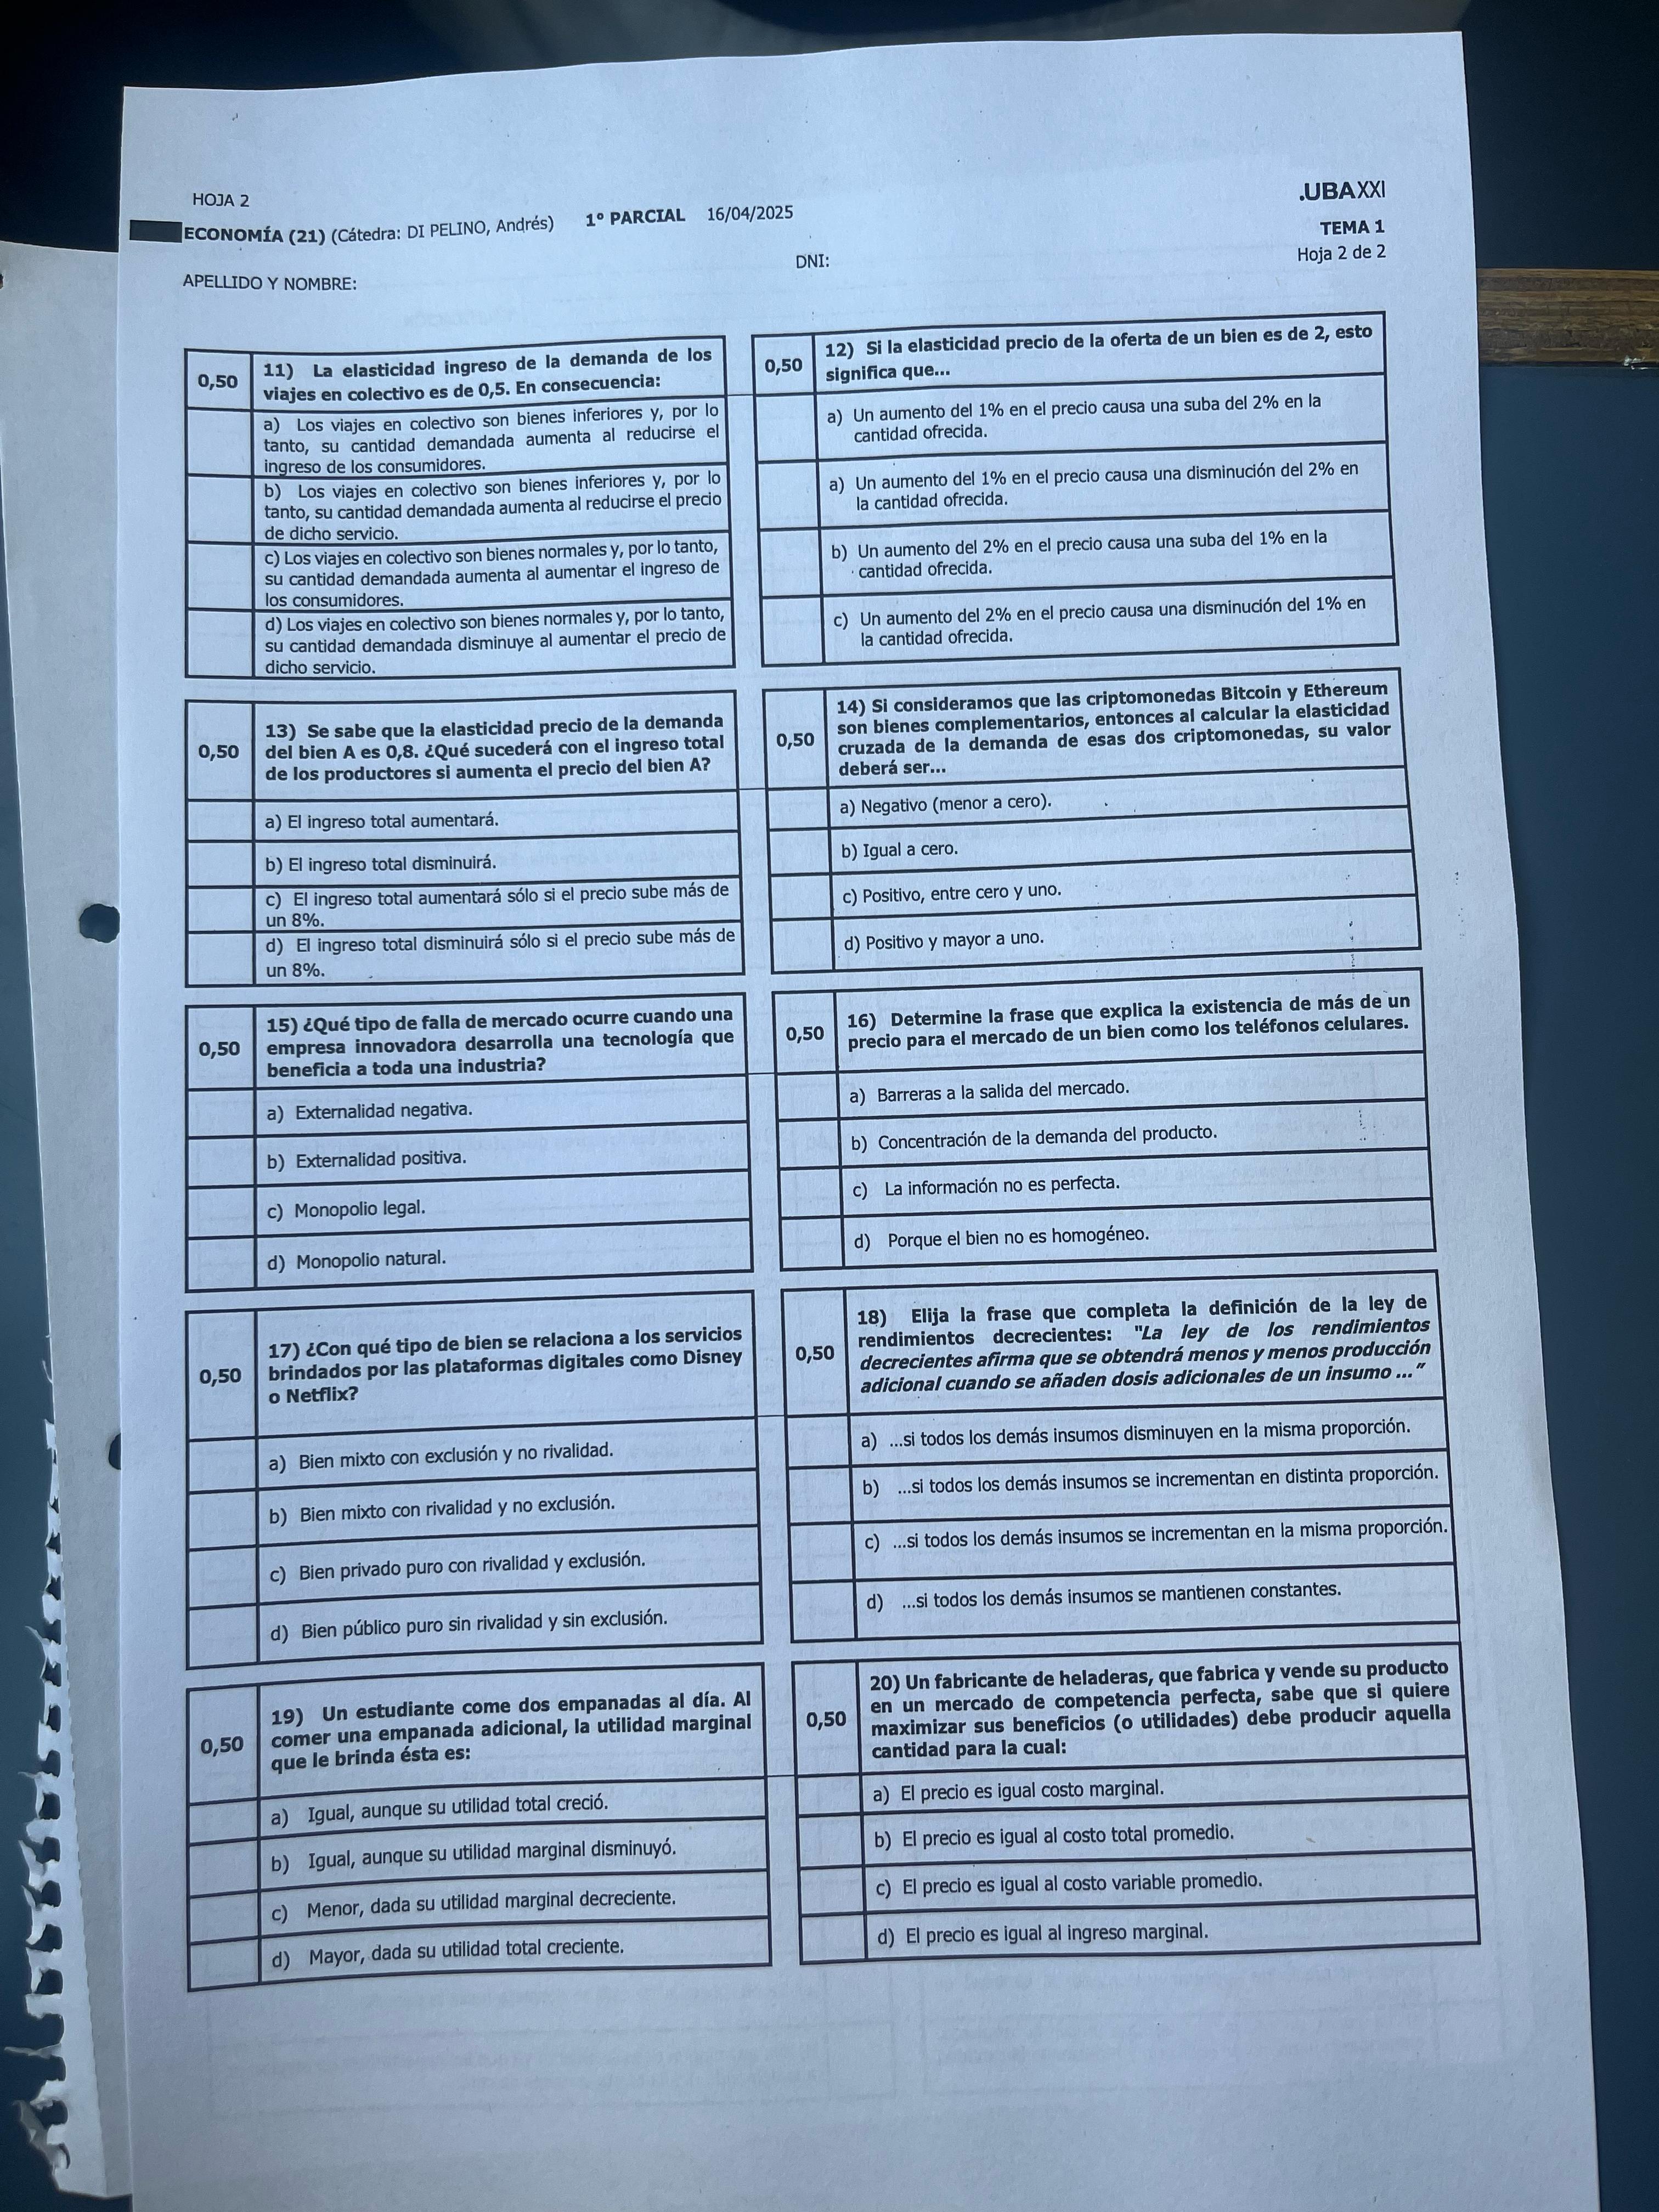 HOJA 2
.UBAXXI
ECONOMÍA (21) (Cátedra: DI PELINO, Andrés) 1º PARCIAL 16/04/2025
TEMA 1
Hoja 2 de 2
APELLIDO Y NOMBRE:
DNI:
0,50
11) La elasticidad ingreso de la demanda de los
viajes en colectivo es de 0,5. En consecuencia:
a) Los viajes en colectivo son bienes inferiores y, por lo
tanto, su cantidad demandada aumenta al reducirse el
ingreso de los consumidores.
b) Los viajes en colectivo son bienes inferiores y, por lo
tanto, su cantidad demandada aumenta al reducirse el precio
de dicho servicio.
c) Los viajes en colectivo son bienes normales y, por lo tanto,
su cantidad demandada aumenta al aumentar el ingreso de
los consumidores.
d) Los viajes en colectivo son bienes normales y, por lo tanto,
su cantidad demandada disminuye al aumentar el precio de
dicho servicio.
0,50
12) Si la elasticidad precio de la oferta de un bien es de 2, esto
significa que...
a) Un aumento del 1% en el precio causa una suba del 2% en la
cantidad ofrecida.
a) Un aumento del 1% en el precio causa una disminución del 2% en
la cantidad ofrecida.
b) Un aumento del 2% en el precio causa una suba del 1% en la
cantidad ofrecida.
c) Un aumento del 2% en el precio causa una disminución del 1% en
la cantidad ofrecida.
0,50
13) Se sabe que la elasticidad precio de la demanda
del bien A es 0,8. ¿Qué sucederá con el ingreso total
de los productores si aumenta el precio del bien A?
a) El ingreso total aumentará.
b) El ingreso total disminuirá.
c) El ingreso total aumentará sólo si el precio sube más de
un 8%.
d) El ingreso total disminuirá sólo si el precio sube más de
un 8%.
0,50
14) Si consideramos que las criptomonedas Bitcoin y Ethereum
son bienes complementarios, entonces al calcular la elasticidad
cruzada de la demanda de esas dos criptomonedas, su valor
deberá ser...
a) Negativo (menor a cero).
b) Igual a cero.
c) Positivo, entre cero y uno.
d) Positivo y mayor a uno.
0,50
15) ¿Qué tipo de falla de mercado ocurre cuando una
empresa innovadora desarrolla una tecnología que
beneficia a toda una industria?
a) Externalidad negativa.
b) Externalidad positiva.
c) Monopolio legal.
d) Monopolio natural.
0,50
16) Determine la frase que explica la existencia de más de un
precio para el mercado de un bien como los teléfonos celulares.
a) Barreras a la salida del mercado.
b) Concentración de la demanda del producto.
c) La información no es perfecta.
d) Porque el bien no es homogéneo.
0,50
17) ¿Con qué tipo de bien se relaciona a los servicios
brindados por las plataformas digitales como Disney
o Netflix?
a) Bien mixto con exclusión y no rivalidad.
b) Bien mixto con rivalidad y no exclusión.
c) Bien privado puro con rivalidad y exclusión.
d) Bien público puro sin rivalidad y sin exclusión.
0,50
18) Elija la frase que completa la definición de la ley de
rendimientos decrecientes: "La ley de los rendimientos
decrecientes afirma que se obtendrá menos y menos producción
adicional cuando se añaden dosis adicionales de un insumo ..."
a) ...si todos los demás insumos disminuyen en la misma proporción.
b) ...si todos los demás insumos se incrementan en distinta proporción.
c) ...si todos los demás insumos se incrementan en la misma proporción.
d) ...si todos los demás insumos se mantienen constantes.
0,50
19) Un estudiante come dos empanadas al día. Al
comer una empanada adicional, la utilidad marginal
que le brinda ésta es:
a) Igual, aunque su utilidad total creció.
b) Igual, aunque su utilidad marginal disminuyó.
c) Menor, dada su utilidad marginal decreciente.
d) Mayor, dada su utilidad total creciente.
0,50
20) Un fabricante de heladeras, que fabrica y vende su producto
en un mercado de competencia perfecta, sabe que si quiere
maximizar sus beneficios (o utilidades) debe producir aquella
cantidad para la cual:
a) El precio es igual costo marginal.
b) El precio es igual al costo total promedio.
c) El precio es igual al costo variable promedio.
d) El precio es igual al ingreso marginal.